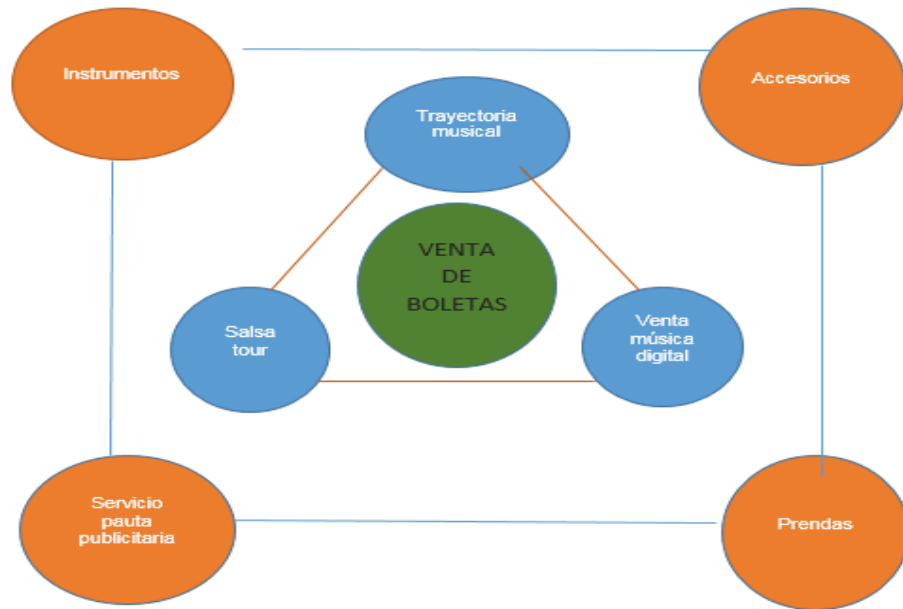 Instrumentos
Accesorios
Trayectoria
musical
VENTA
DE
BOLETAS
Salsa
tour
Venta
música
digital
Servicio
pauta
publicitaria
Prendas